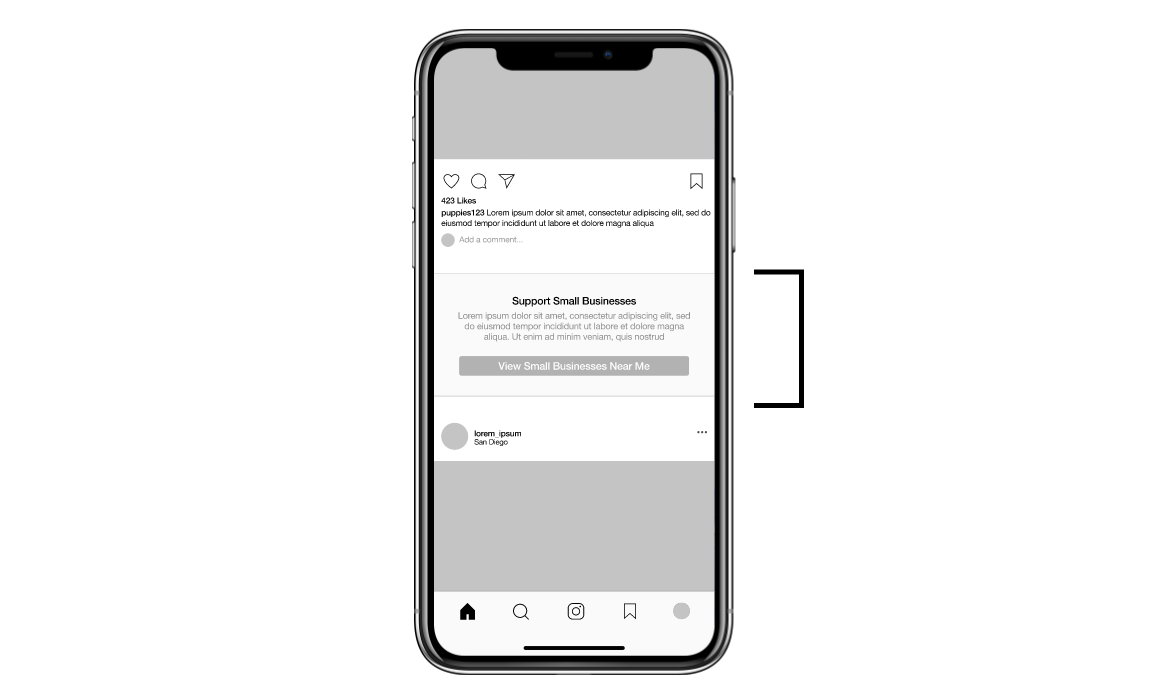 423 Likes
puppies123 Lorem ipsum dolor sit amet, consectetur adipiscing elit, sed do
eiusmod tempor incididunt ut labore et dolore magna aliqua
Add a comment...
Support Small Businesses
Lorem ipsum dolor sit amet, consectetur adipiscing elit, sed
do eiusmod tempor incididunt ut labore et dolore magna
aliqua. Ut enim ad minim veniam, quis nostrud
View Small Businesses Near Me
lorem_ipsum
San Diego